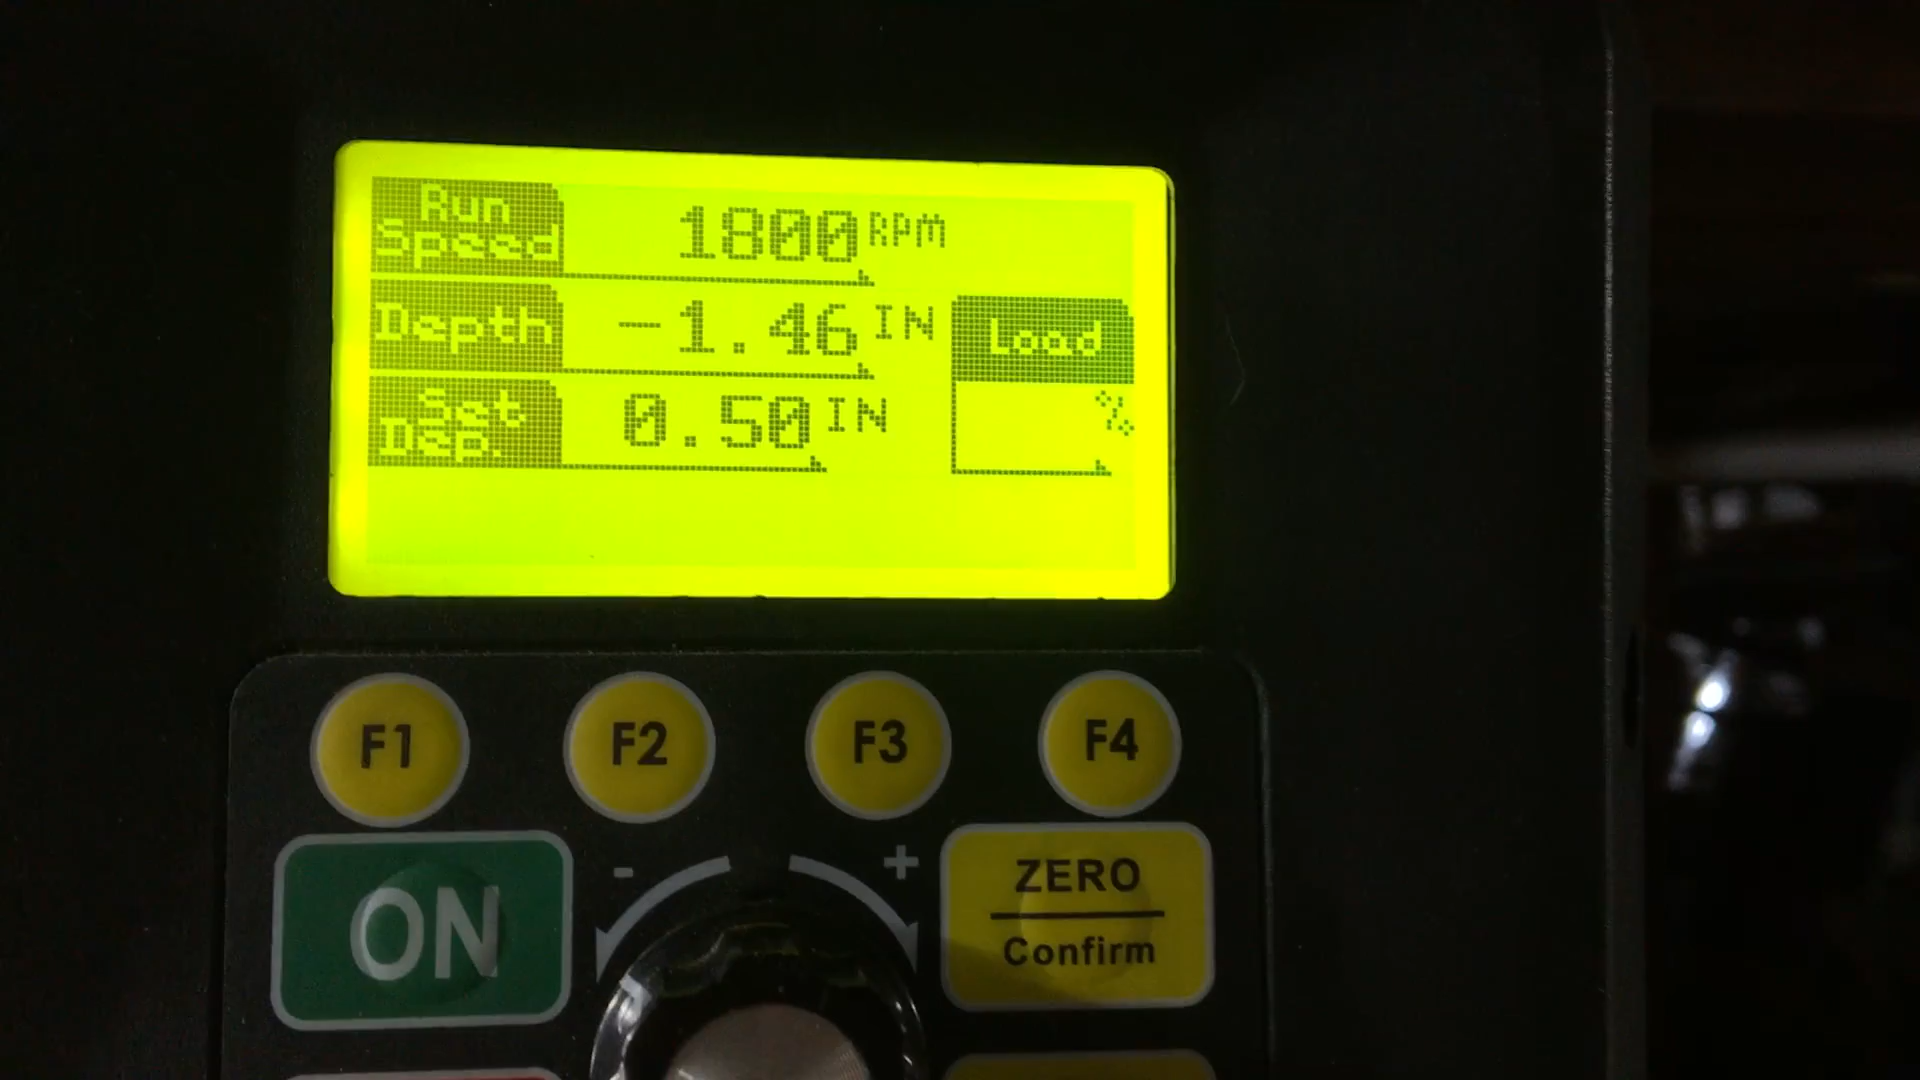 Run
Speed
1800 RPM
Depth
-1.46 IN
Load
%
Set
Dep.
0.50 IN
F1
F2
F3
F4
ON
-
+
ZERO
Confirm